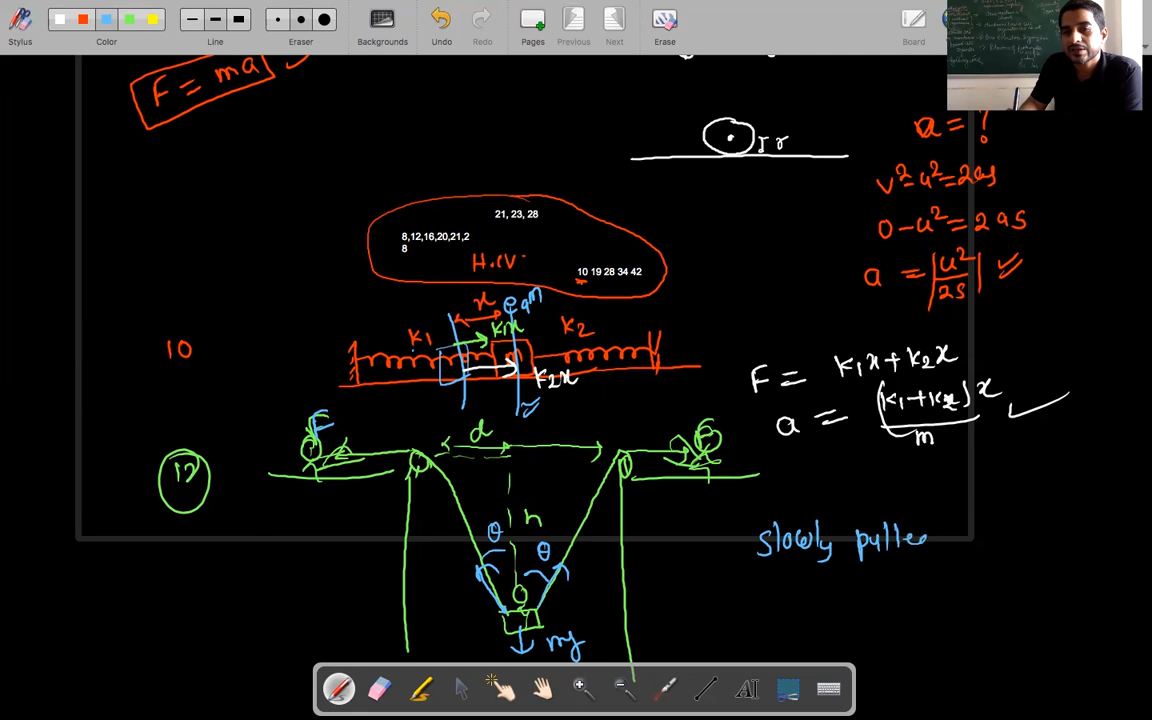 Stylus
Color
Line
Eraser
Backgrounds
Undo
Redo
Pages
Previous
Next
Erase
Board
F = ma
I r
a = ?
v² - u² = 2as
0 - u² = 2as
a = |u²/2s|
21, 23, 28
8,12,16,20,21,2
8
H.C.V.
10 19 28 34 42
10
x
k₁
k₁x
k₂
m
k₂x
F = k₁x + k₂x
a = (k₁+k₂)x
m
12
F
d
F
h
θ
θ
mg
slowly pulled
AI